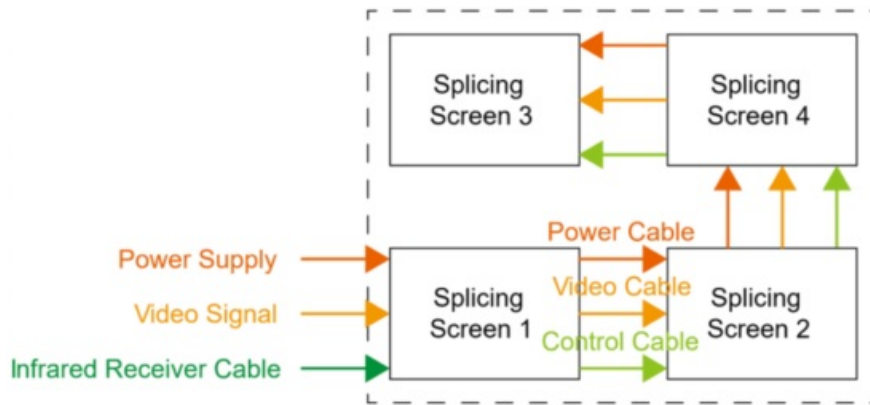 Splicing
Screen 3
Splicing
Screen 4
Power Supply
Video Signal
Infrared Receiver Cable
Splicing
Screen 1
Power Cable
Video Cable
Control Cable
Splicing
Screen 2